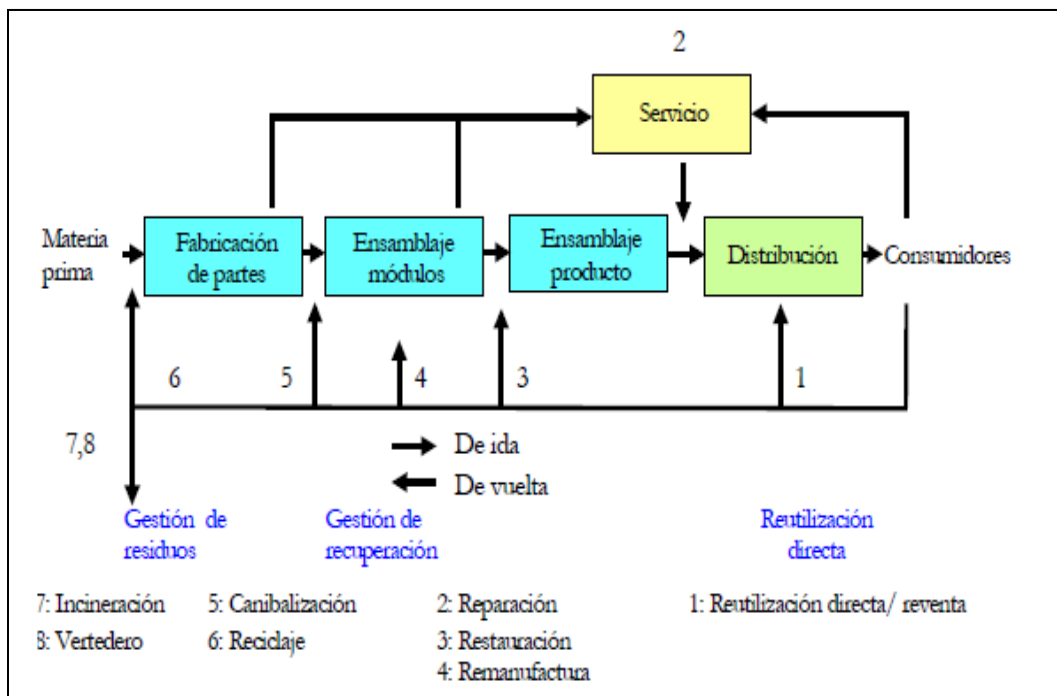 2
Servicio
Materia
prima
Fabricación
de partes
Ensamblaje
módulos
Ensamblaje
producto
Distribución
Consumidores
6
5
4
3
1
7,8
De ida
De vuelta
Gestión de
residuos
Gestión de
recuperación
Reutilización
directa
7: Incineración
5: Canibalización
2: Reparación
1: Reutilización directa/ reventa
8: Vertedero
6: Reciclaje
3: Restauración
4: Remanufactura